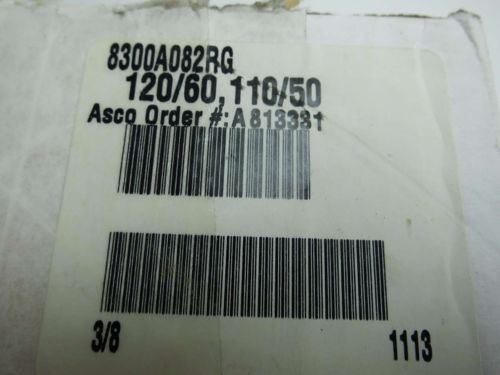 8300A082RG
120/60, 110/50
Asco Order #: A813331
3/8 1113